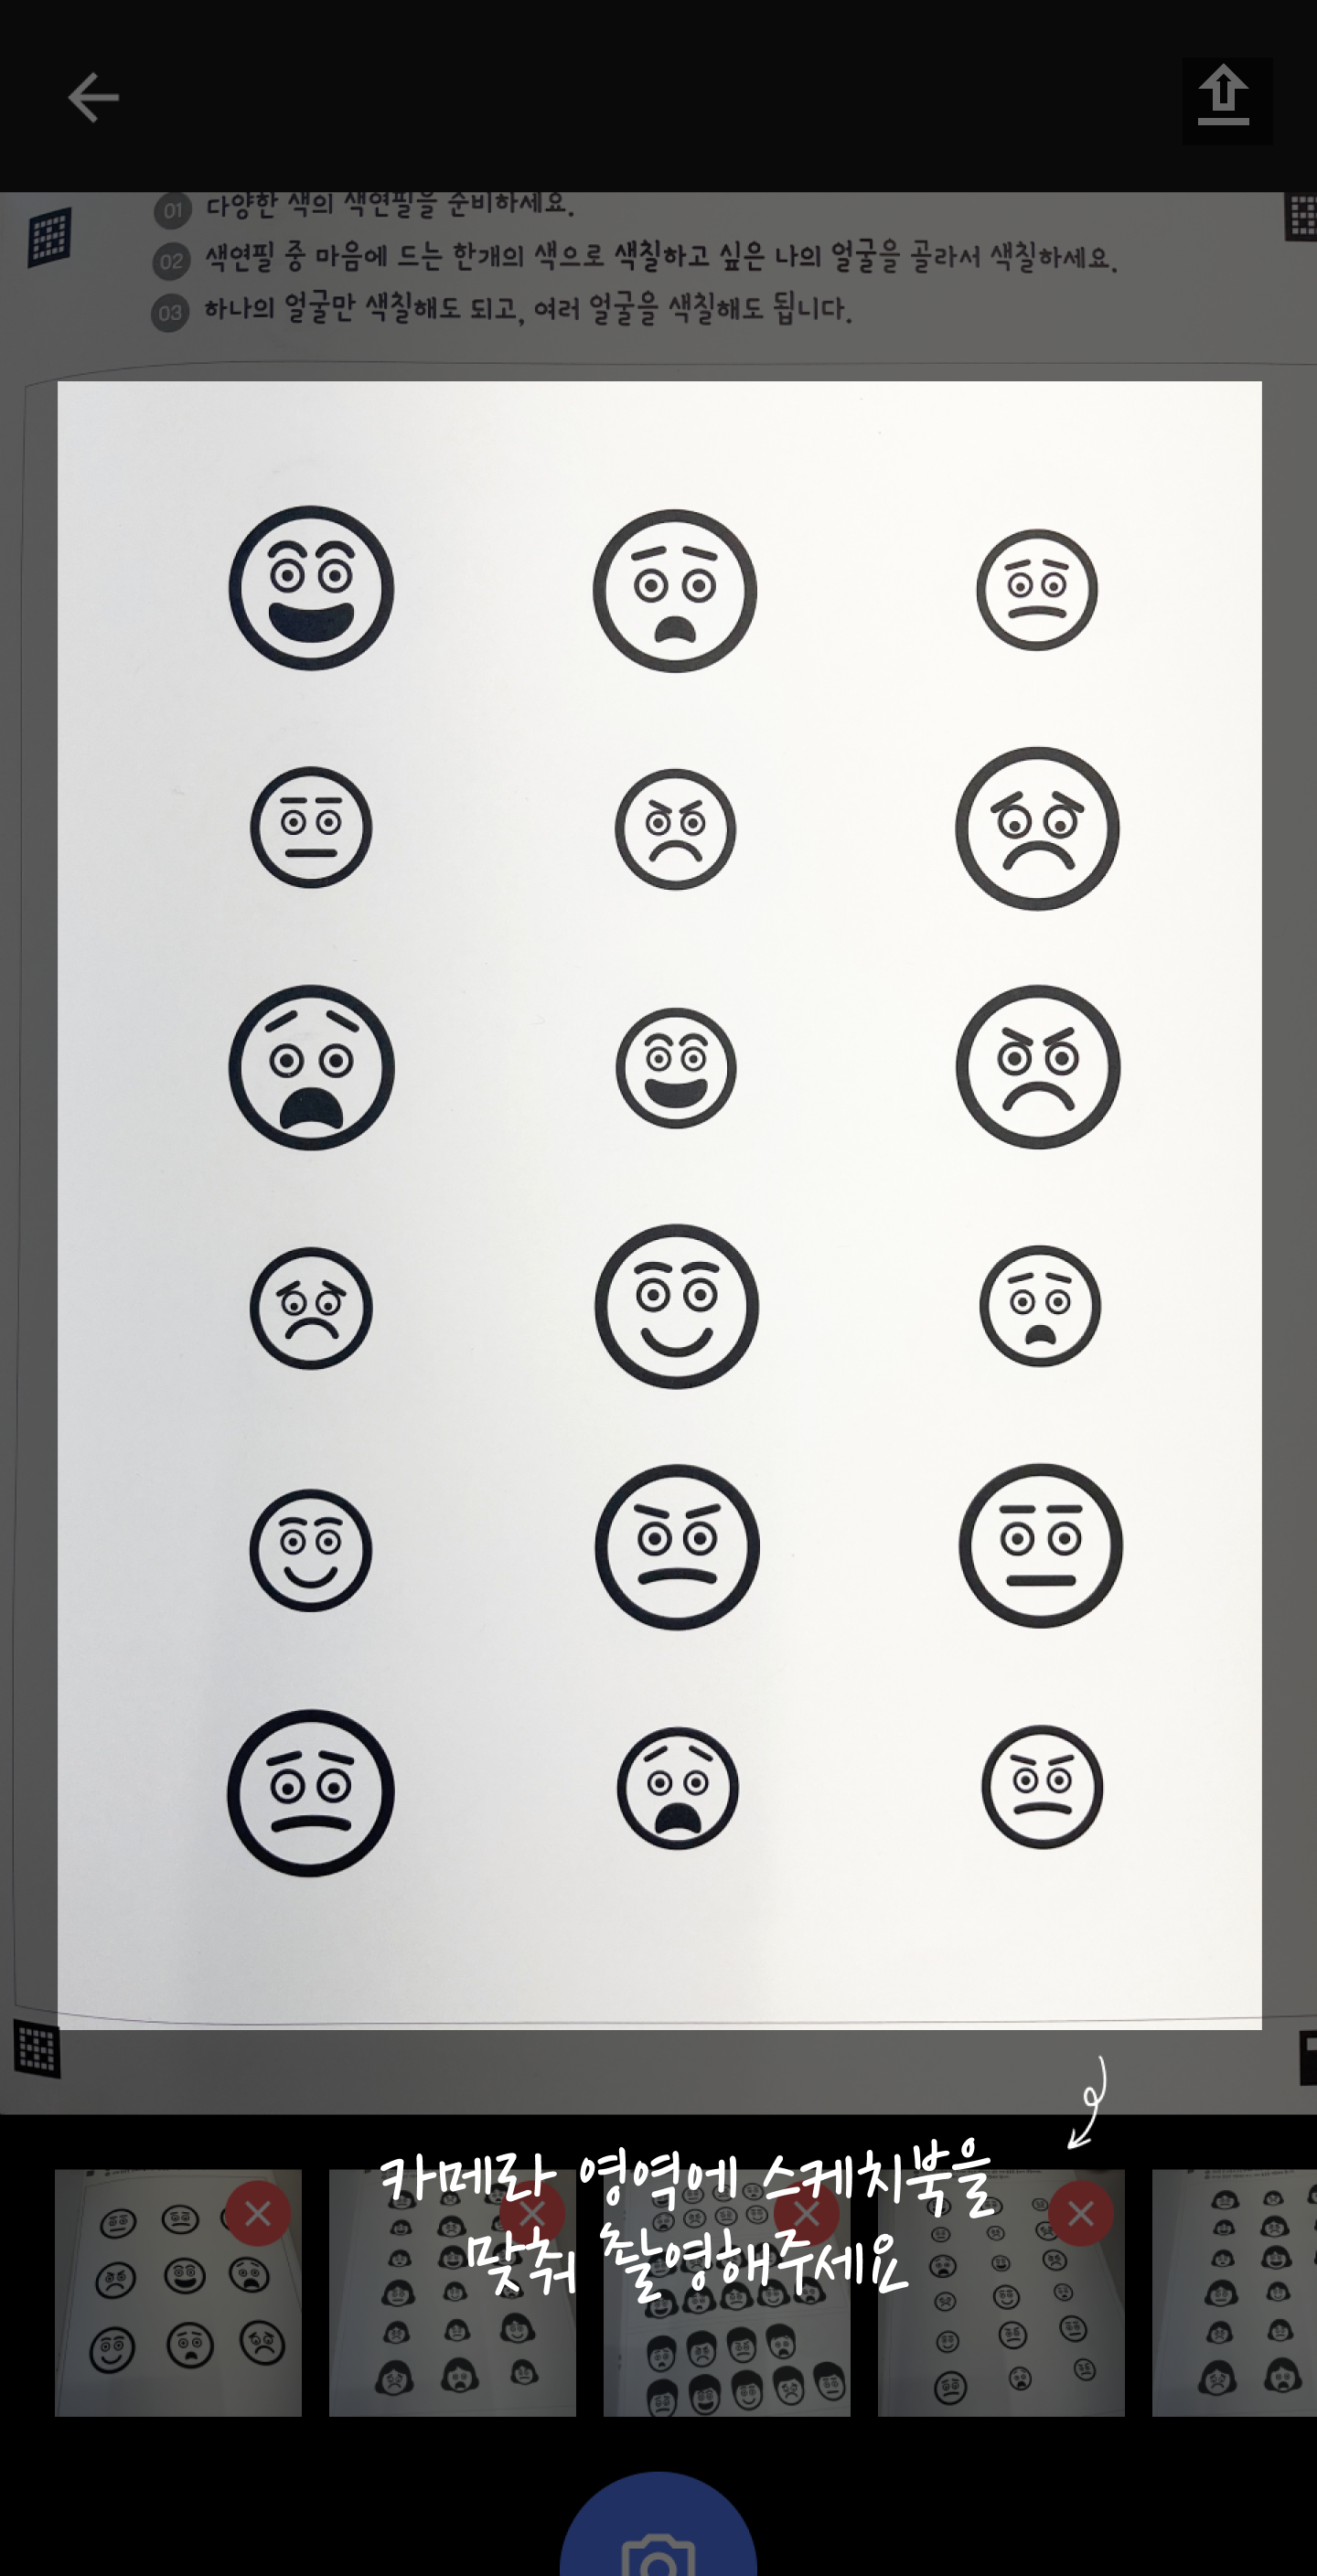 01 다양한 색의 색연필을 준비하세요.
02 색연필 중 마음에 드는 한개의 색으로 색칠하고 싶은 나의 얼굴을 골라서 색칠하세요.
03 하나의 얼굴만 색칠해도 되고, 여러 얼굴을 색칠해도 됩니다.
카메라 영역에 스케치북을
맞춰 촬영해주세요